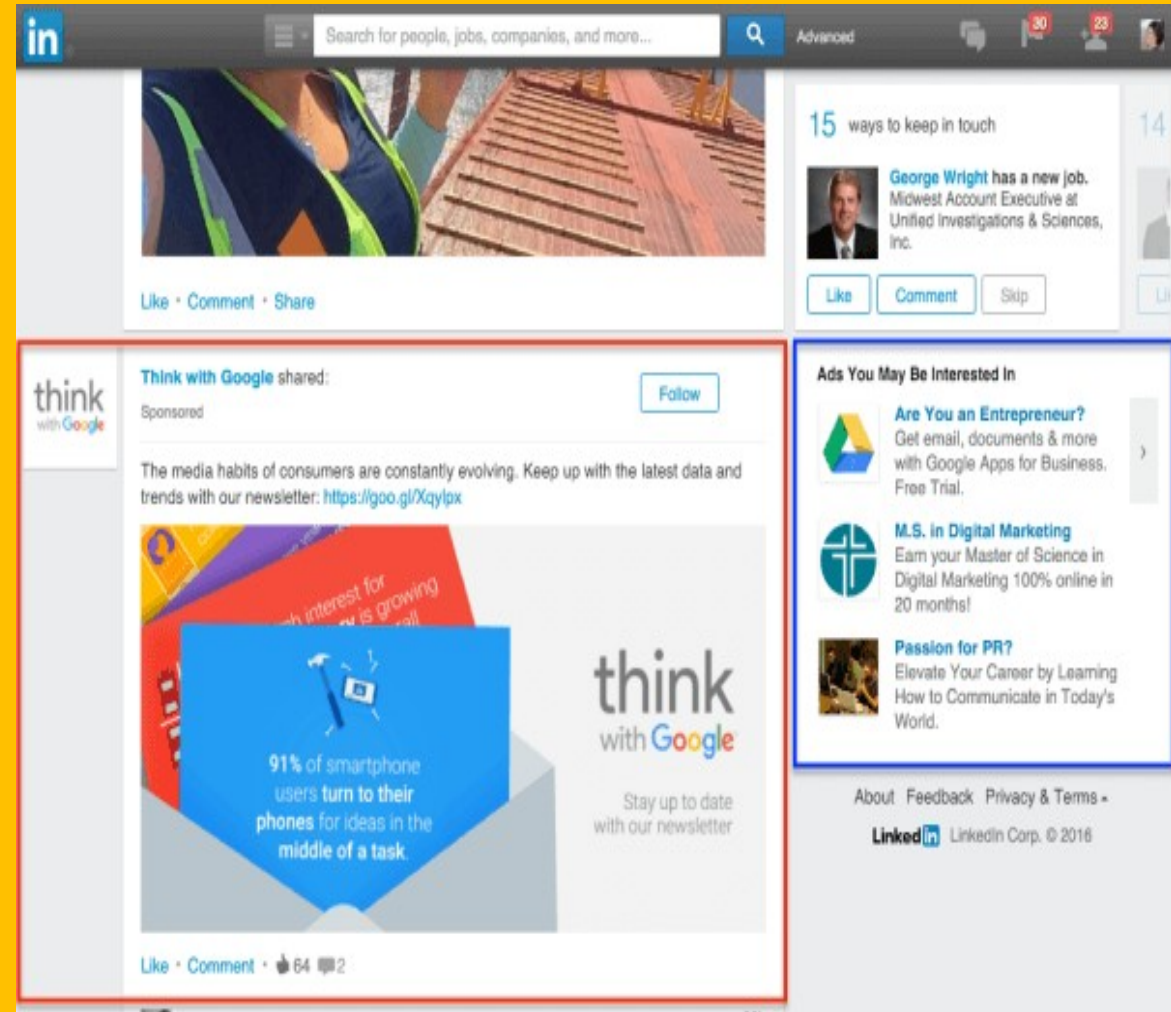 in
Search for people, jobs, companies, and more...
Advanced
30
23
15 ways to keep in touch
14
George Wright has a new job.
Midwest Account Executive at
Unified Investigations & Sciences,
Inc.
Like
Comment
Skip
Like · Comment · Share
think
with Google
Think with Google shared:
Sponsored
Follow
The media habits of consumers are constantly evolving. Keep up with the latest data and
trends with our newsletter: https://goo.gl/Xqylpx
interest for
is growing
91% of smartphone
users turn to their
phones for ideas in the
middle of a task.
think
with Google
Stay up to date
with our newsletter
Like · Comment · 64 2
Ads You May Be Interested In
Are You an Entrepreneur?
Get email, documents & more
with Google Apps for Business.
Free Trial.
M.S. in Digital Marketing
Earn your Master of Science in
Digital Marketing 100% online in
20 months!
Passion for PR?
Elevate Your Career by Learning
How to Communicate in Today's
World.
About Feedback Privacy & Terms
LinkedIn LinkedIn Corp. © 2016